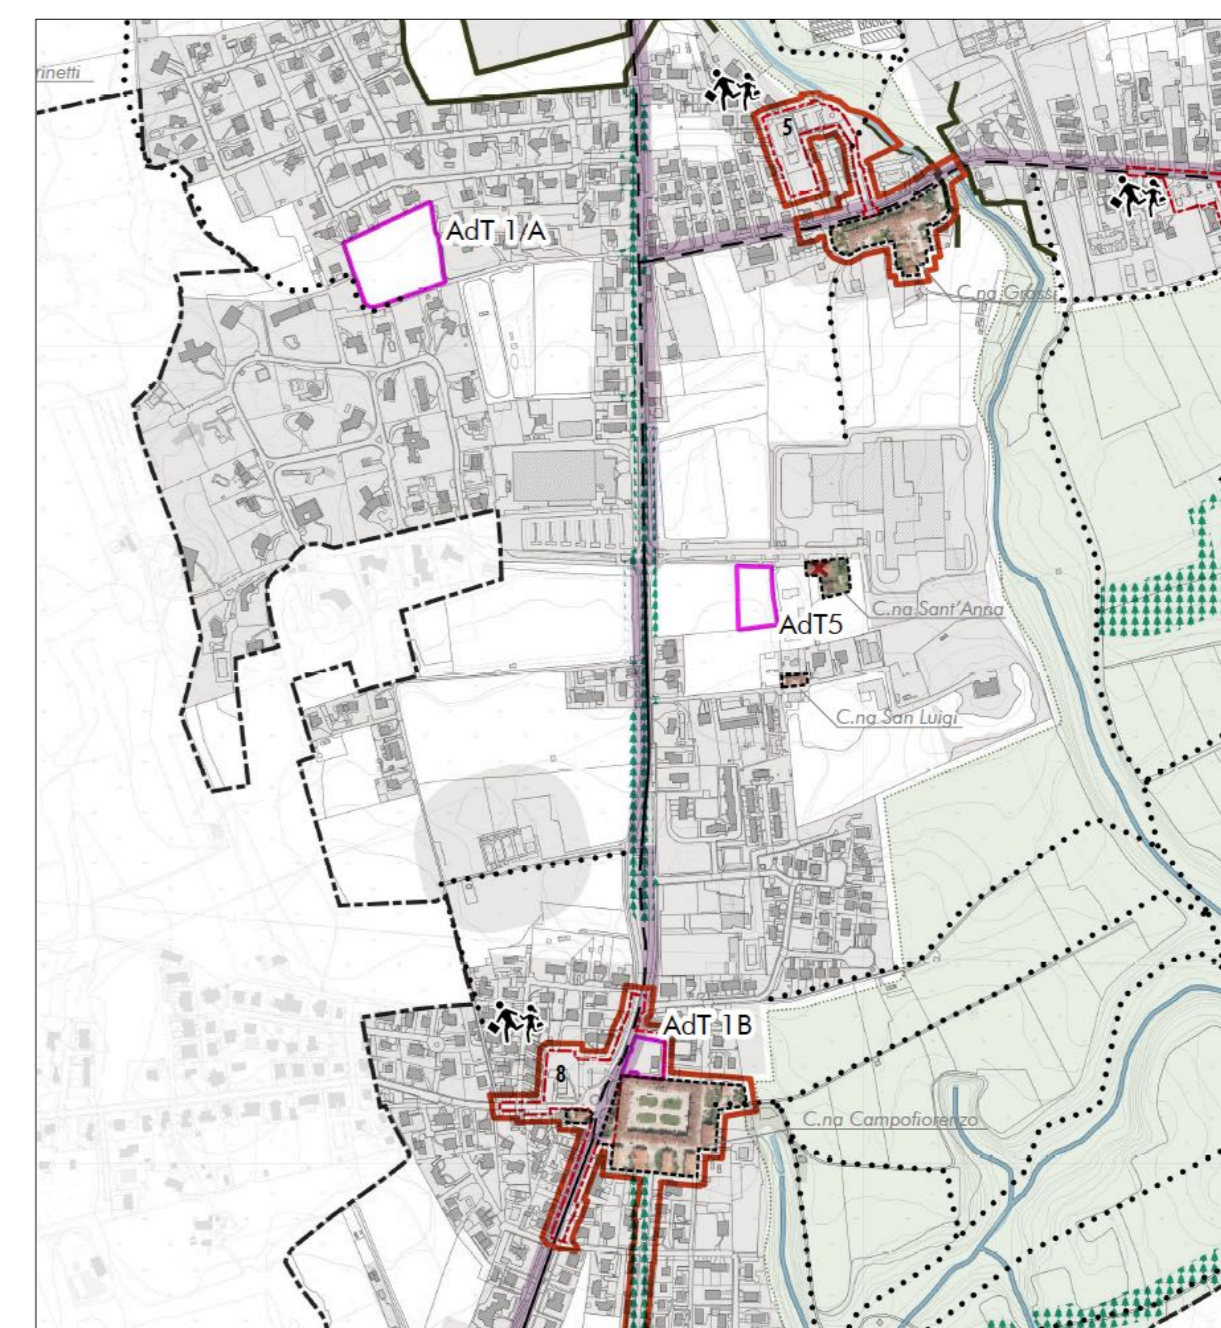 rinetti
5
AdT 1/A
C.na Grassi
C.na Sant'Anna
AdT5
C.na San Luigi
AdT 1B
8
C.na Campofiorenzo